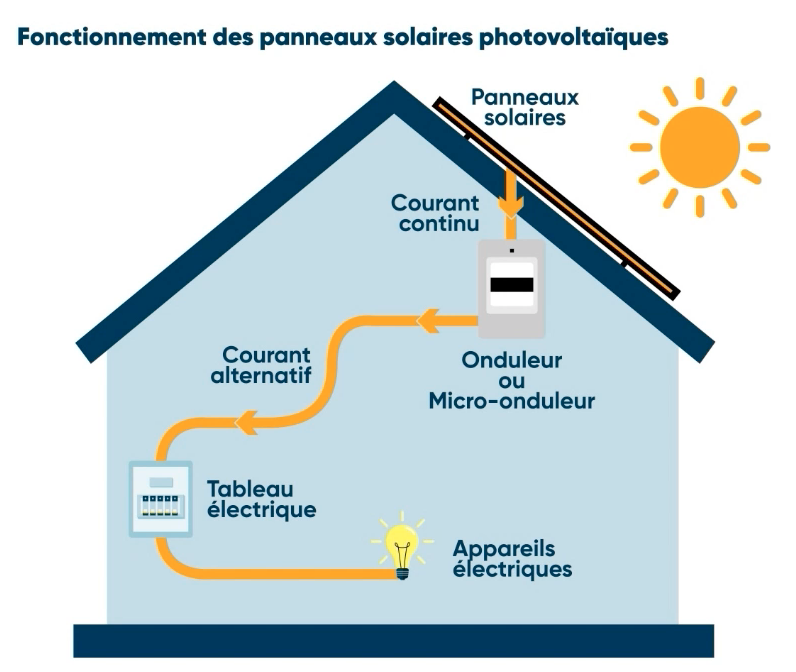 Fonctionnement des panneaux solaires photovoltaïques
Panneaux
solaires
Courant
continu
Onduleur
ou
Micro-onduleur
Courant
alternatif
Tableau
électrique
Appareils
électriques